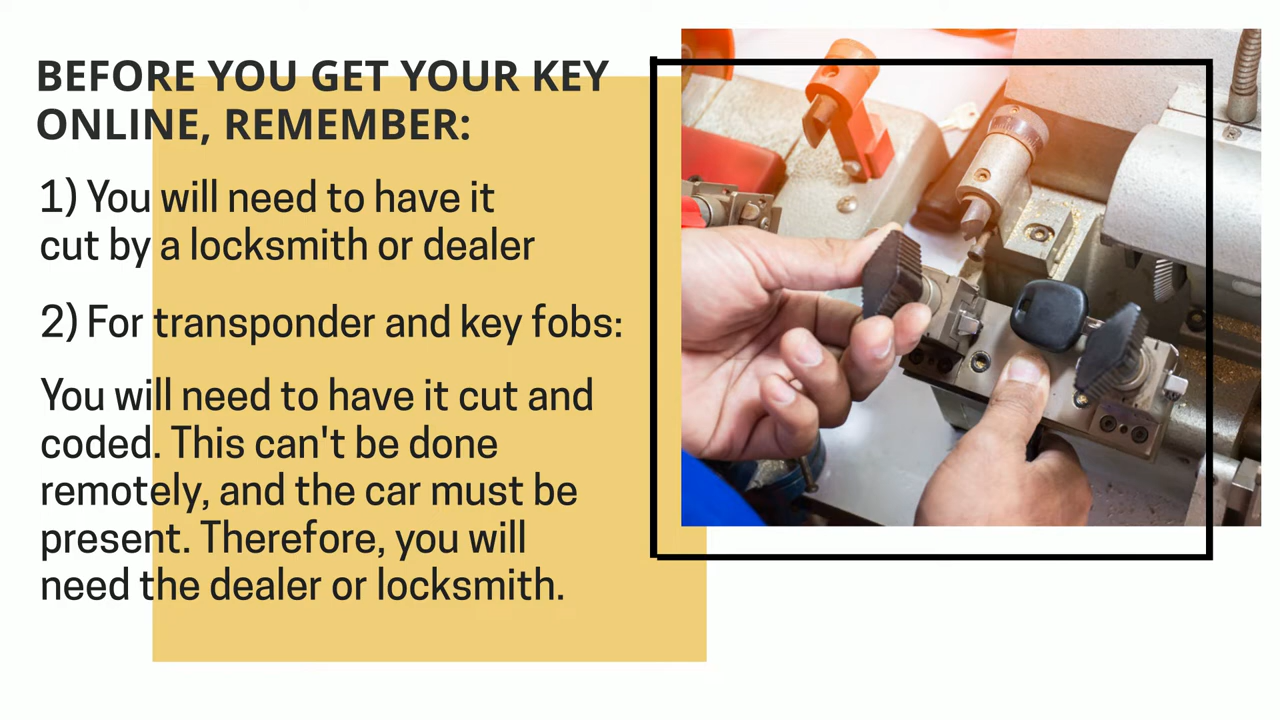 BEFORE YOU GET YOUR KEY
ONLINE, REMEMBER:
1) You will need to have it
cut by a locksmith or dealer
2) For transponder and key fobs:
You will need to have it cut and
coded. This can't be done
remotely, and the car must be
present. Therefore, you will
need the dealer or locksmith.